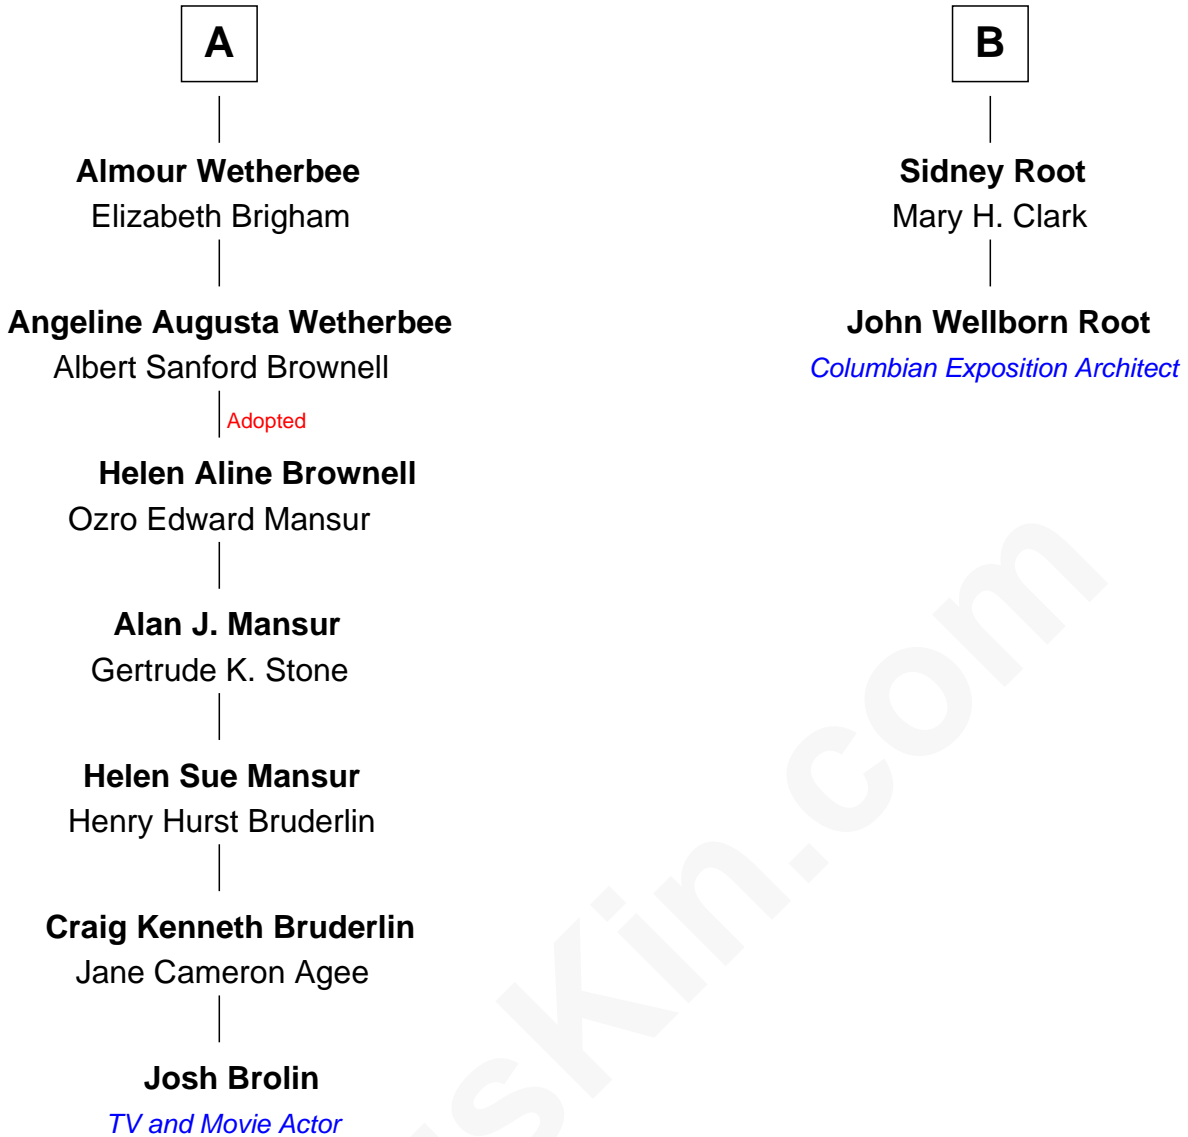 A
Almour Wetherbee
Elizabeth Brigham
Angeline Augusta Wetherbee
Albert Sanford Brownell
Adopted
Helen Aline Brownell
Ozro Edward Mansur
Alan J. Mansur
Gertrude K. Stone
Helen Sue Mansur
Henry Hurst Bruderlin
Craig Kenneth Bruderlin
Jane Cameron Agee
Josh Brolin
TV and Movie Actor
B
Sidney Root
Mary H. Clark
John Wellborn Root
Columbian Exposition Architect
sKin.com